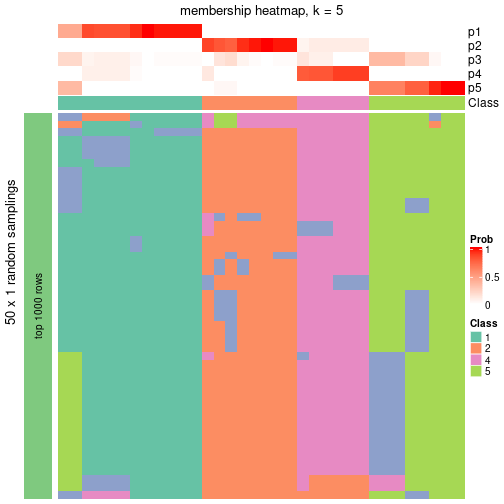 membership heatmap, k = 5
p1
p2
p3
p4
p5
Class
50 x 1 random samplings
top 1000 rows
Prob
1
0.5
0
Class
1
2
4
5